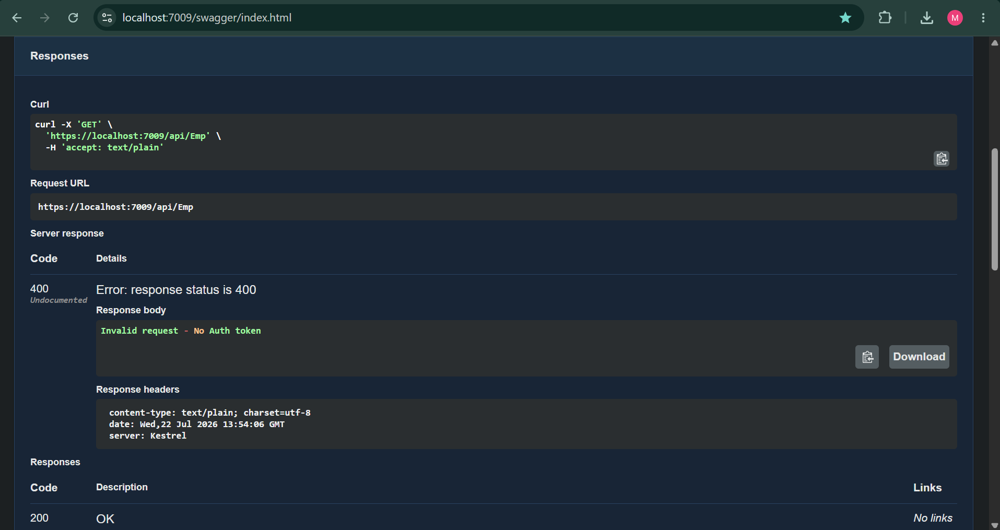 localhost:7009/swagger/index.html
M
Responses
Curl
curl -X 'GET' \
'https://localhost:7009/api/Emp' \
-H 'accept: text/plain'
Request URL
https://localhost:7009/api/Emp
Server response
Code Details
400 Error: response status is 400
Undocumented
Response body
Invalid request - No Auth token
Download
Response headers
content-type: text/plain; charset=utf-8
date: Wed,22 Jul 2026 13:54:06 GMT
server: Kestrel
Responses
Code Description Links
200 OK No links